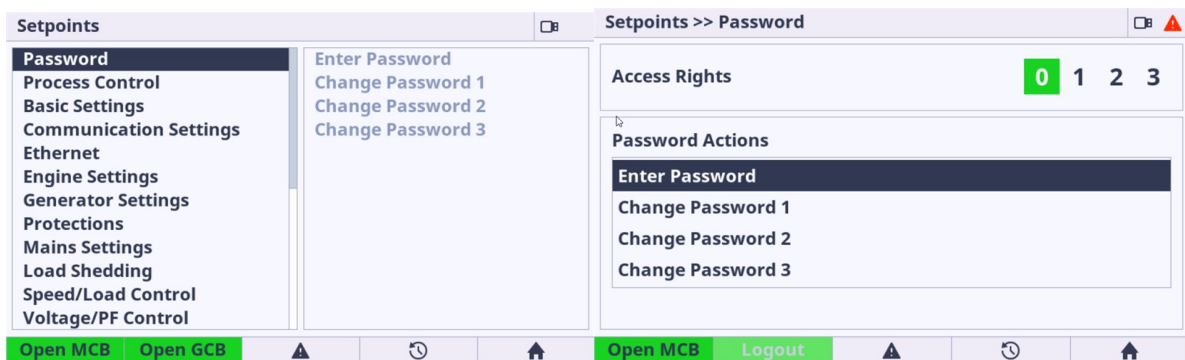 Setpoints
Password
Process Control
Basic Settings
Communication Settings
Ethernet
Engine Settings
Generator Settings
Protections
Mains Settings
Load Shedding
Speed/Load Control
Voltage/PF Control
Enter Password
Change Password 1
Change Password 2
Change Password 3
Open MCB Open GCB
Setpoints >> Password
Access Rights 0 1 2 3
Password Actions
Enter Password
Change Password 1
Change Password 2
Change Password 3
Open MCB Logout